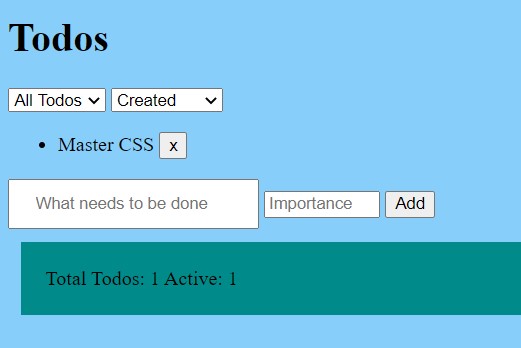 Todos
All Todos Created
Master CSS x
What needs to be done Importance Add
Total Todos: 1 Active: 1